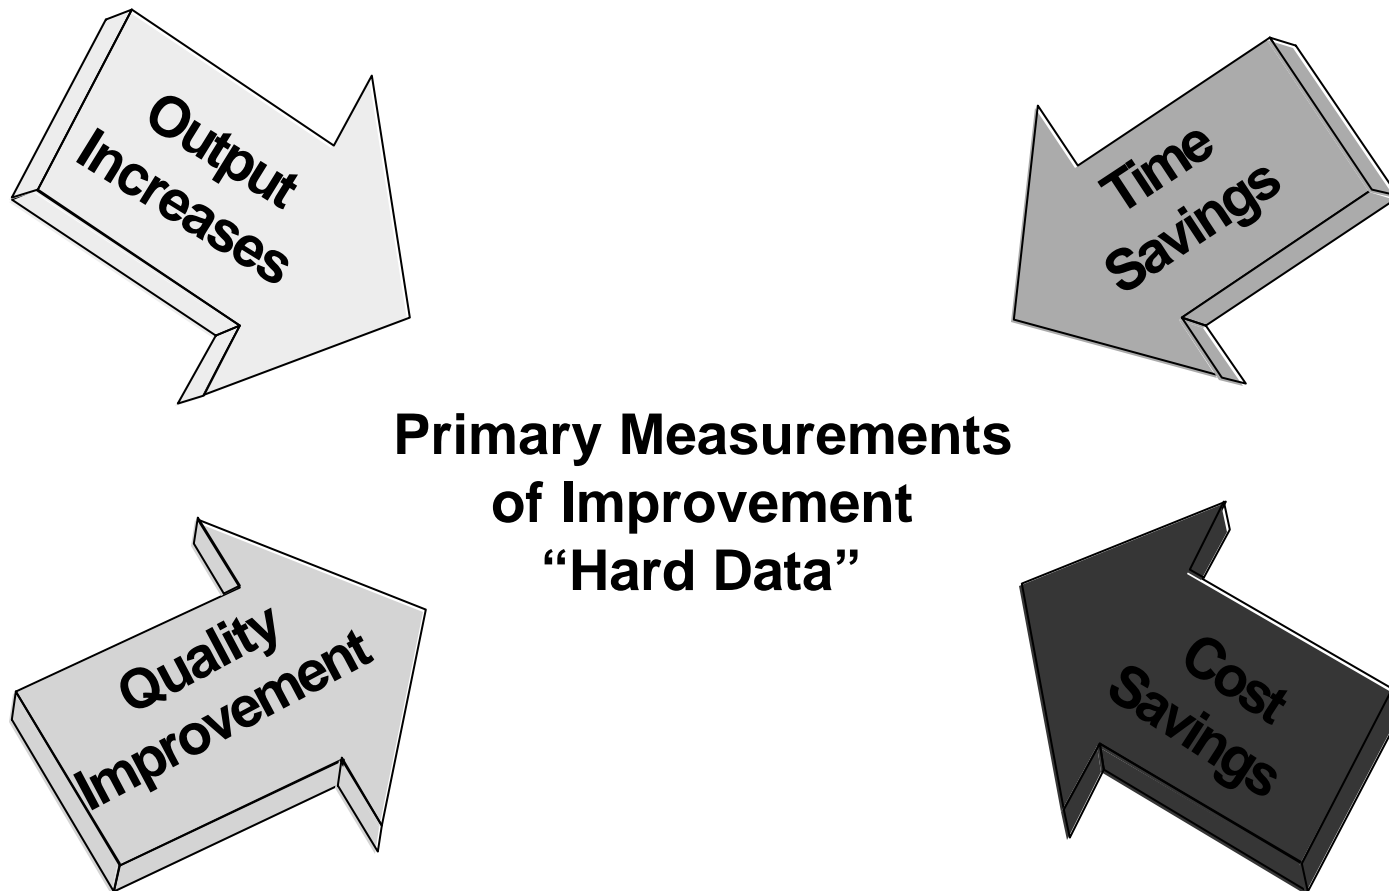 Output
Increases
Time
Savings
Primary Measurements
of Improvement
“Hard Data”
Quality
Improvement
Cost
Savings